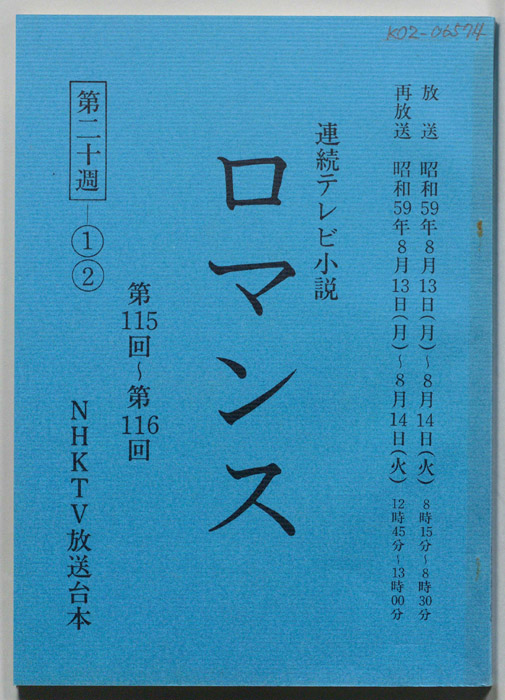 K02-06574
放送 昭和59年8月13日(月)~8月14日(火) 8時15分~8時30分
再放送 昭和59年8月13日(月)~8月14日(火) 12時45分~13時00分
連続テレビ小説
ロマンス
第115回~第116回
第二十週-①②
NHKTV放送台本